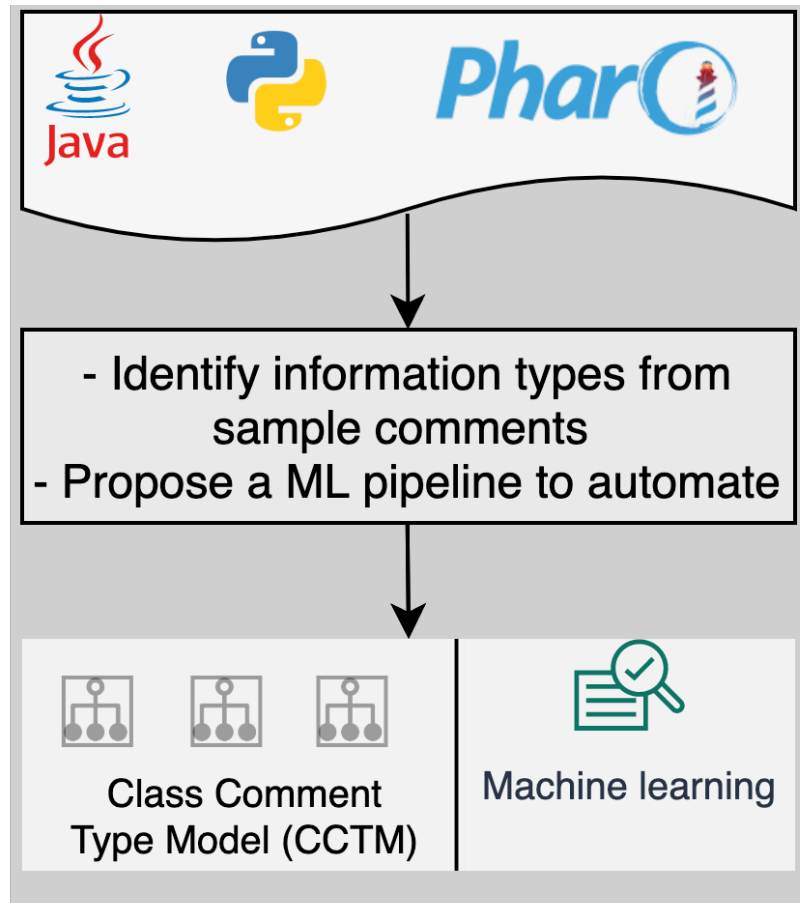 Java
Pharo
- Identify information types from
sample comments
- Propose a ML pipeline to automate
Class Comment
Type Model (CCTM)
Machine learning